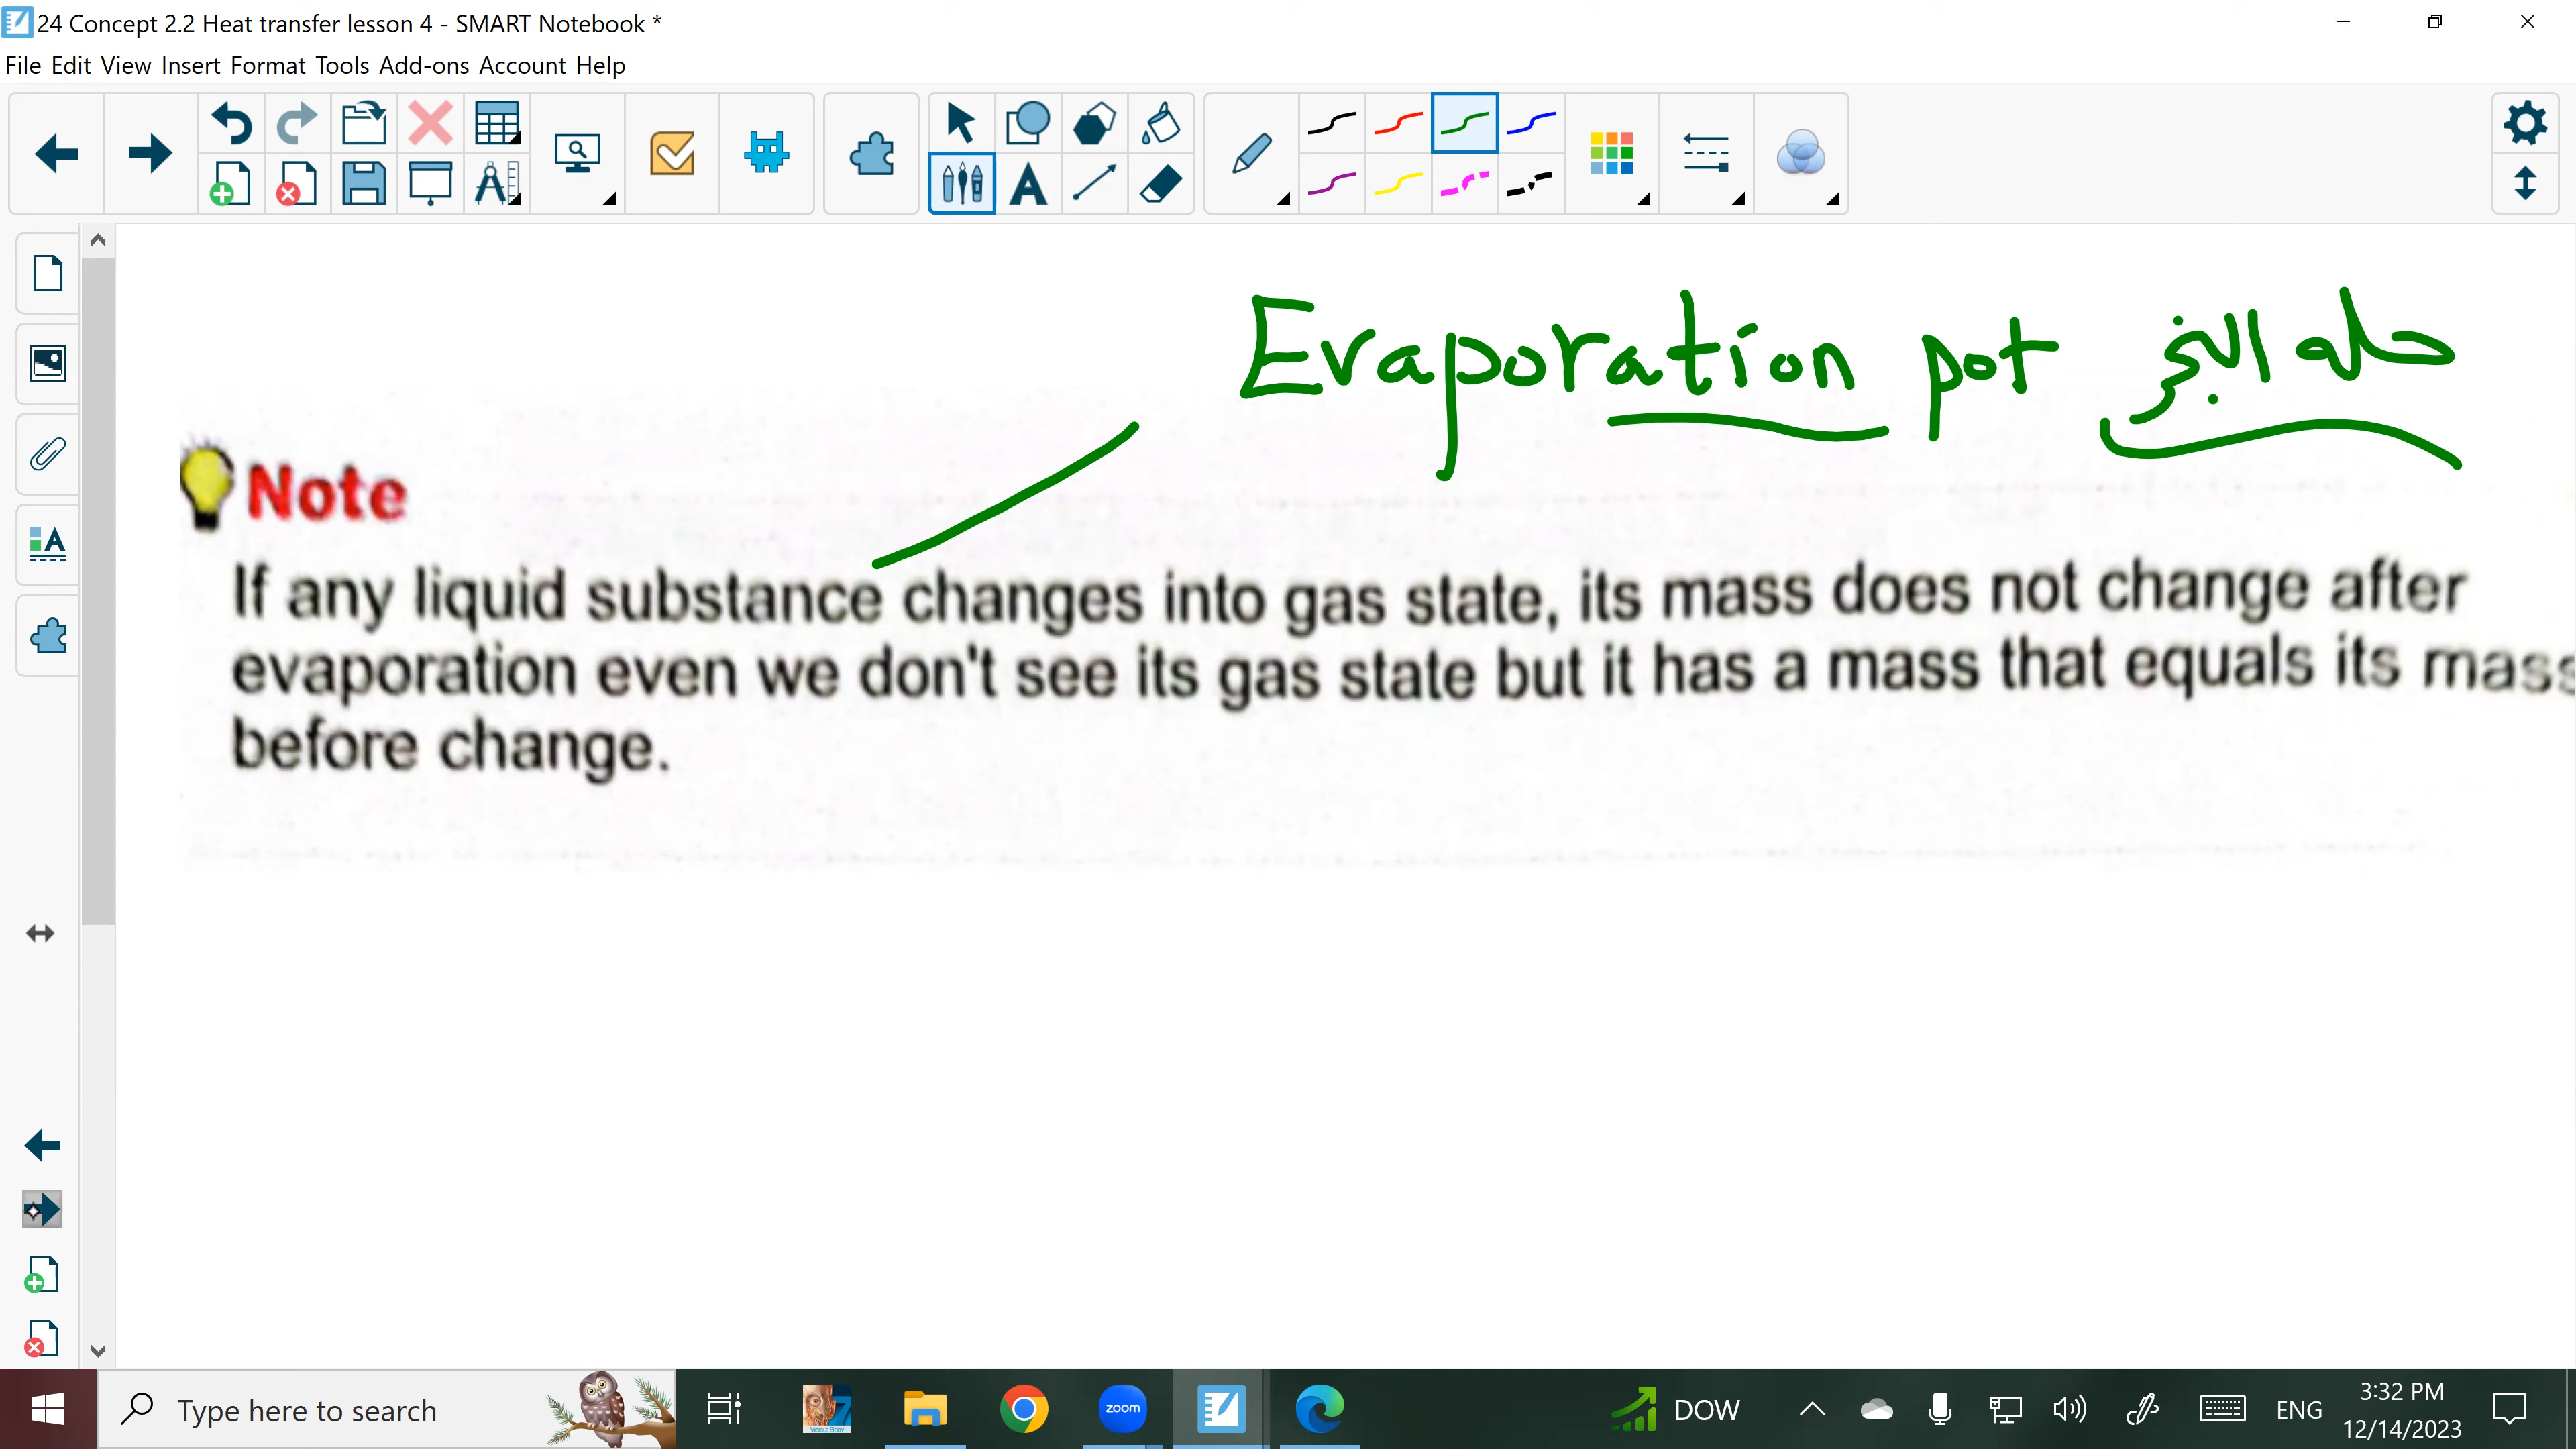 24 Concept 2.2 Heat transfer lesson 4 - SMART Notebook *
File Edit View Insert Format Tools Add-ons Account Help
Evaporation pot حله البخ
Note
If any liquid substance changes into gas state, its mass does not change after
evaporation even we don't see its gas state but it has a mass that equals its mass
before change.
Type here to search
zoom
DOW
ENG
3:32 PM
12/14/2023